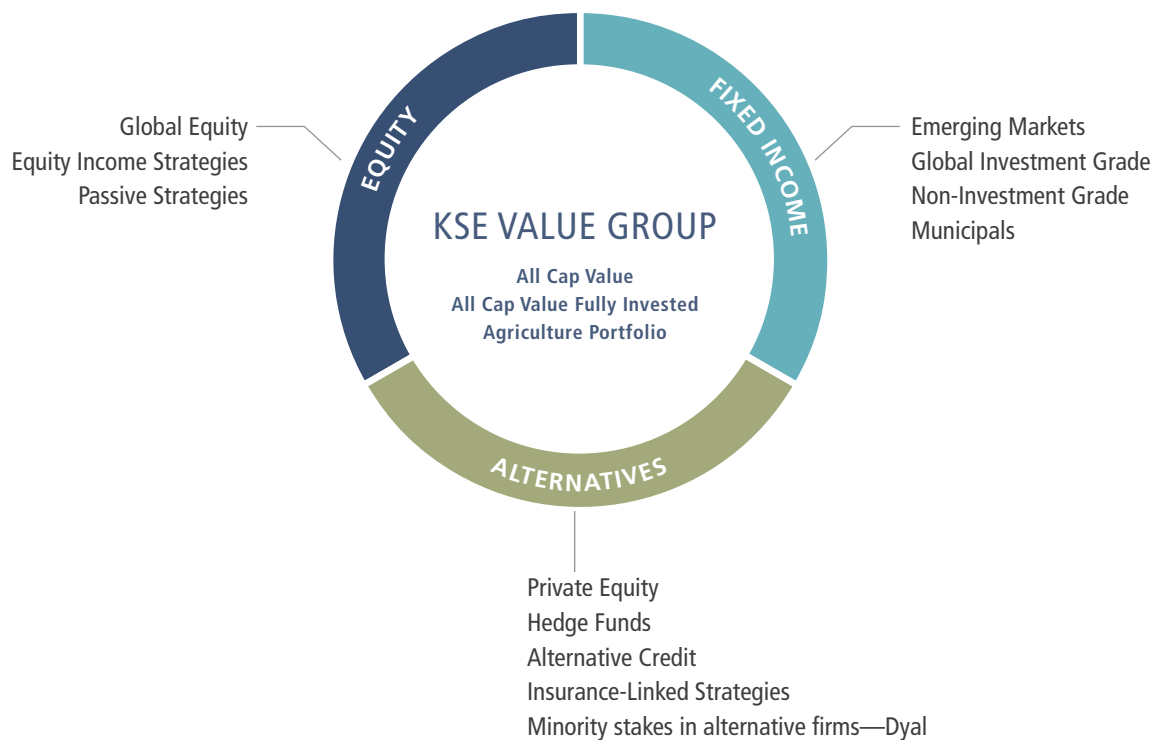 EQUITY
FIXED INCOME
Global Equity
Equity Income Strategies
Passive Strategies
Emerging Markets
Global Investment Grade
Non-Investment Grade
Municipals
KSE VALUE GROUP
All Cap Value
All Cap Value Fully Invested
Agriculture Portfolio
ALTERNATIVES
Private Equity
Hedge Funds
Alternative Credit
Insurance-Linked Strategies
Minority stakes in alternative firms—Dyal